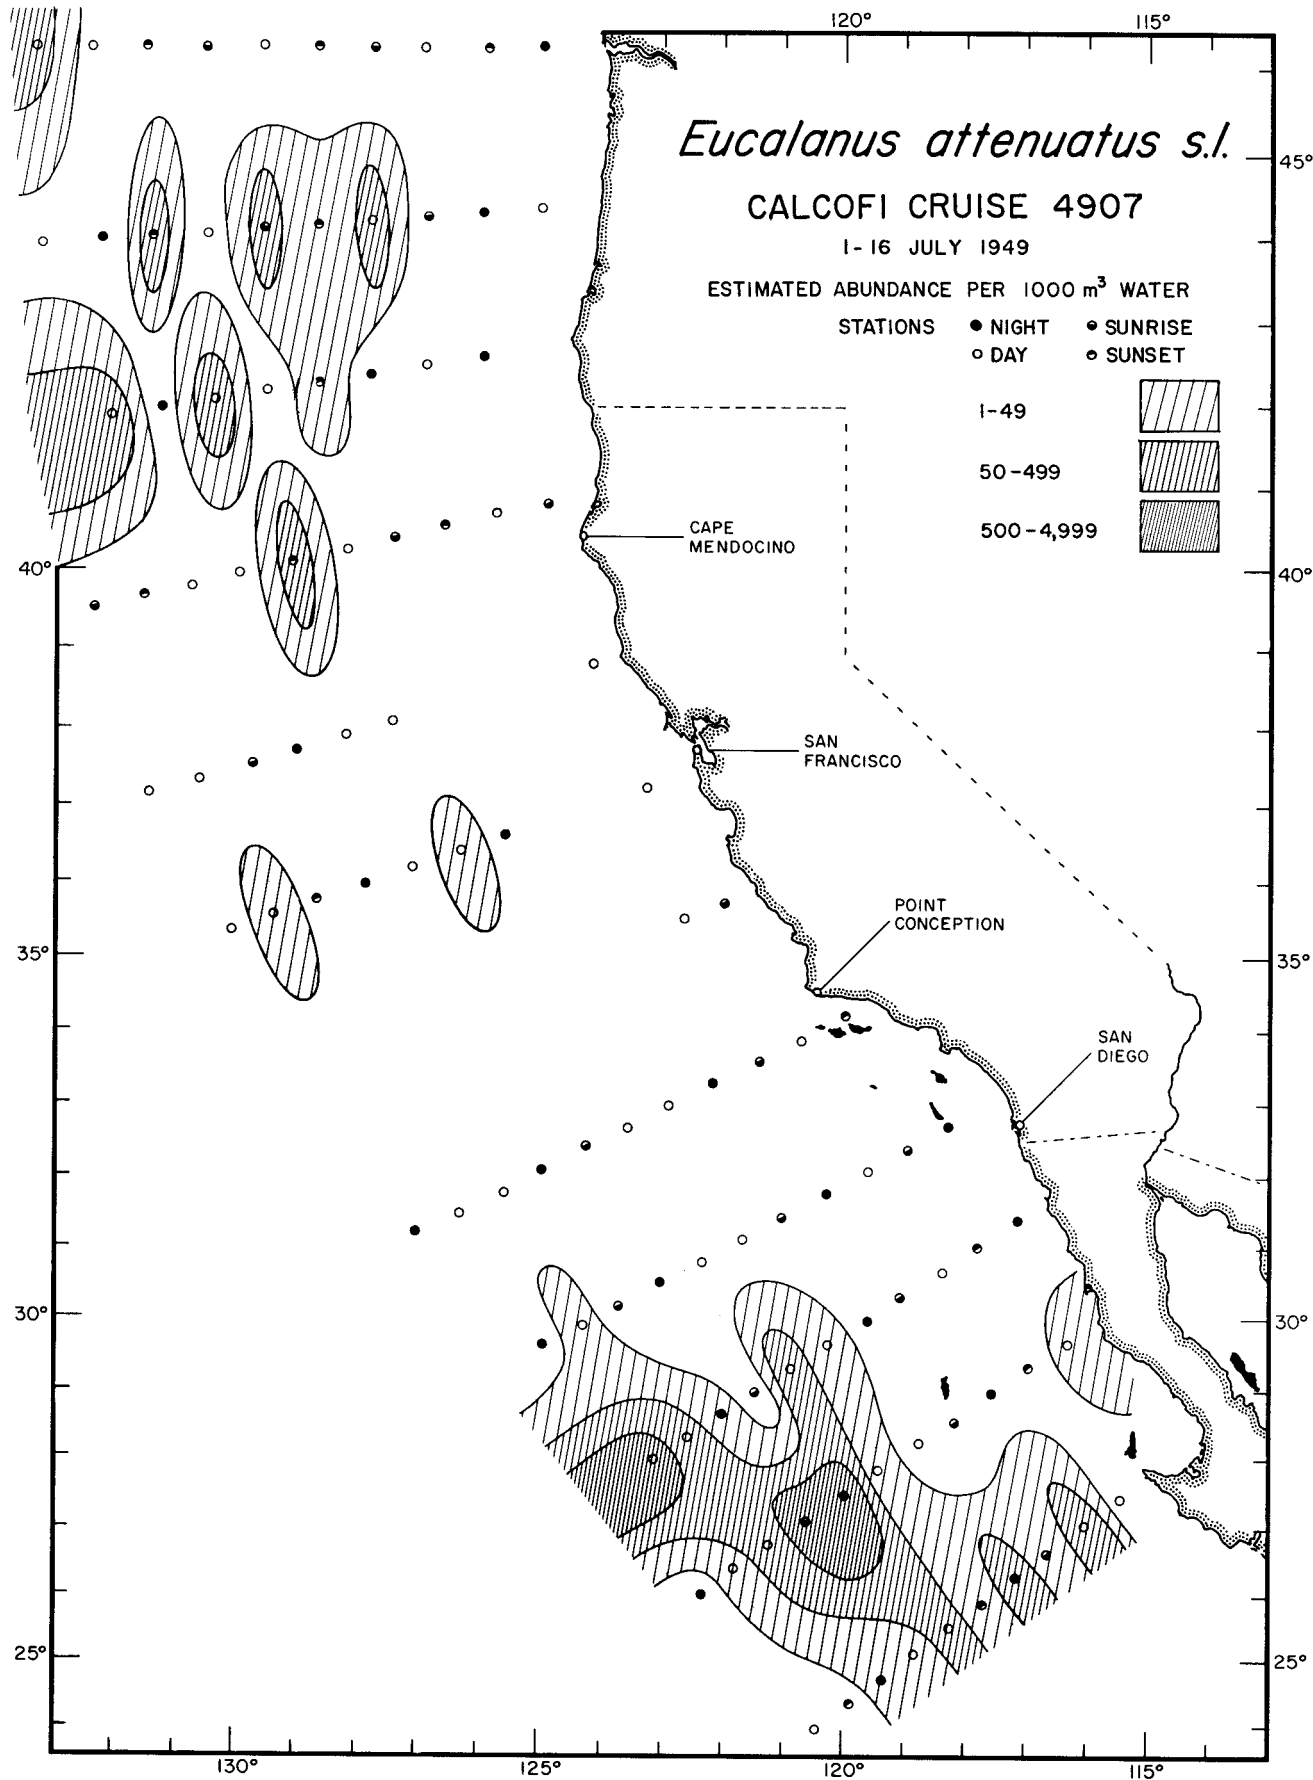 120° 115°
Eucalanus attenuatus s.l.
45°
CALCOFI CRUISE 4907
1-16 JULY 1949
ESTIMATED ABUNDANCE PER 1000 m³ WATER
STATIONS ● NIGHT SUNRISE
○ DAY SUNSET
1-49
50-499
500-4,999
CAPE
MENDOCINO
40° 40°
SAN
FRANCISCO
POINT
CONCEPTION
35° 35°
SAN
DIEGO
30° 30°
25° 25°
130° 125° 120° 115°